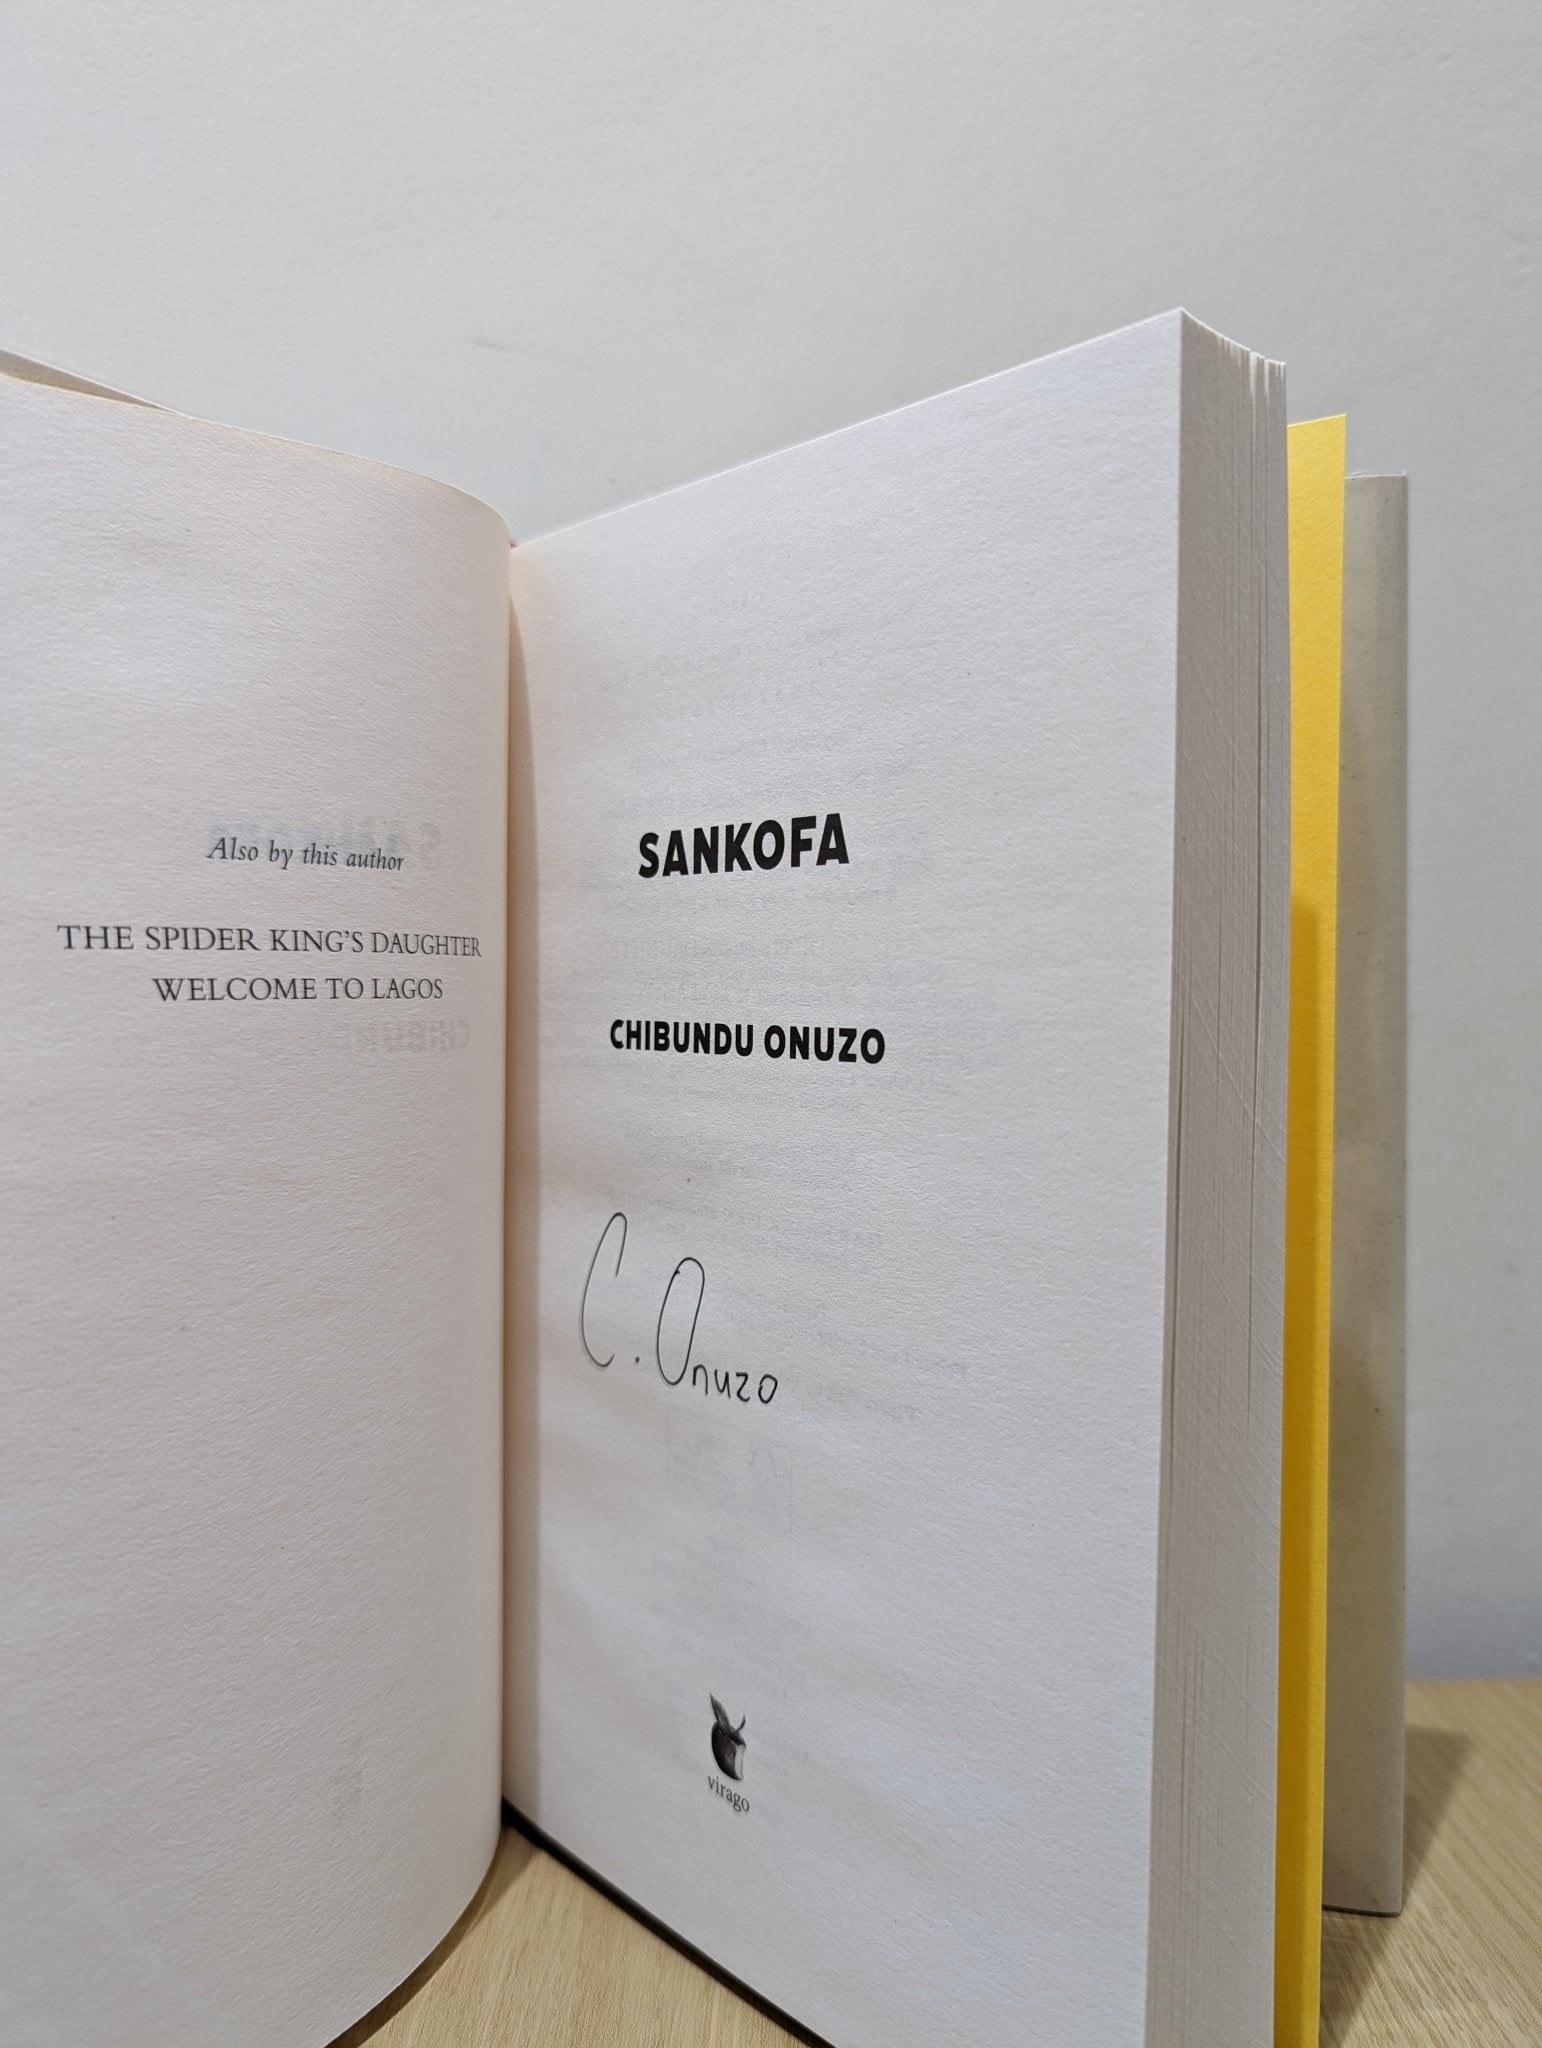 Also by this author
THE SPIDER KING'S DAUGHTER
WELCOME TO LAGOS
SANKOFA
CHIBUNDU ONUZO
C. Onuzo
virago